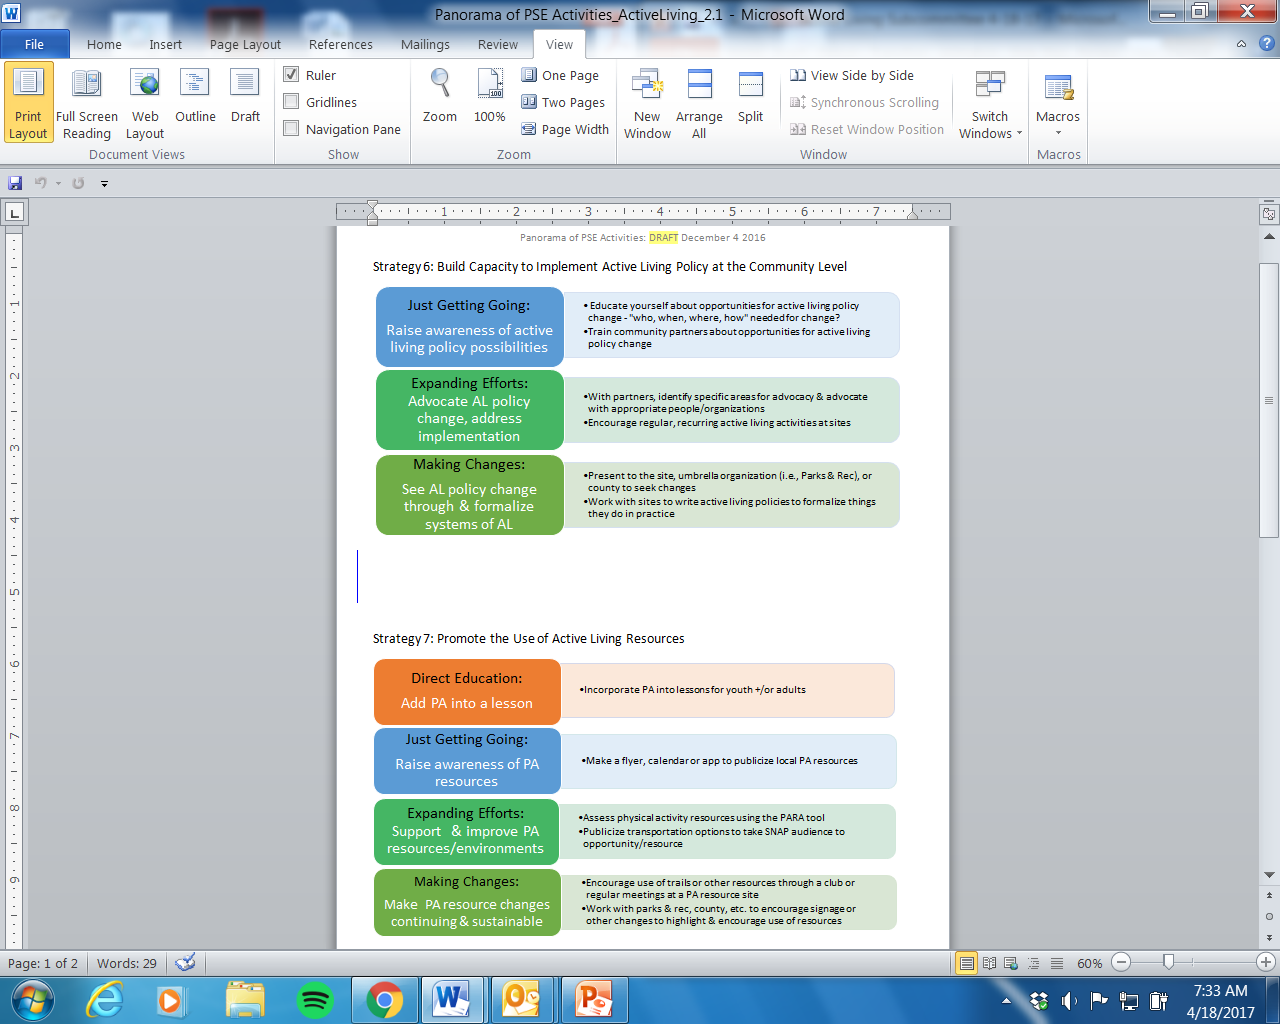 Panorama of PSE Activities_ActiveLiving_2.1 - Microsoft Word
File Home Insert Page Layout References Mailings Review View
Print Layout
Full Screen Reading
Web Layout
Outline
Draft
Document Views
Ruler
Gridlines
Navigation Pane
Show
Zoom
100%
One Page
Two Pages
Page Width
Zoom
New Window
Arrange All
Split
View Side by Side
Synchronous Scrolling
Reset Window Position
Window
Switch Windows
Macros
Macros
1 2 3 4 5 6 7
Panorama of PSE Activities: DRAFT December 4 2016
Strategy 6: Build Capacity to Implement Active Living Policy at the Community Level
Just Getting Going:
Raise awareness of active
living policy possibilities
•Educate yourself about opportunities for active living policy
change - "who, when, where, how" needed for change?
•Train community partners about opportunities for active living
policy change
Expanding Efforts:
Advocate AL policy
change, address
implementation
•With partners, identify specific areas for advocacy & advocate
with appropriate people/organizations
•Encourage regular, recurring active living activities at sites
Making Changes:
See AL policy change
through & formalize
systems of AL
•Present to the site, umbrella organization (i.e., Parks & Rec), or
county to seek changes
•Work with sites to write active living policies to formalize things
they do in practice
Strategy 7: Promote the Use of Active Living Resources
Direct Education:
Add PA into a lesson
•Incorporate PA into lessons for youth +/or adults
Just Getting Going:
Raise awareness of PA
resources
•Make a flyer, calendar or app to publicize local PA resources
Expanding Efforts:
Support & improve PA
resources/environments
•Assess physical activity resources using the PARA tool
•Publicize transportation options to take SNAP audience to
opportunity/resource
Making Changes:
Make PA resource changes
continuing & sustainable
•Encourage use of trails or other resources through a club or
regular meetings at a PA resource site
•Work with parks & rec, county, etc. to encourage signage or
other changes to highlight & encourage use of resources
1
2
3
4
5
6
7
8
9
Page: 1 of 2
Words: 29
60%
7:33 AM
4/18/2017